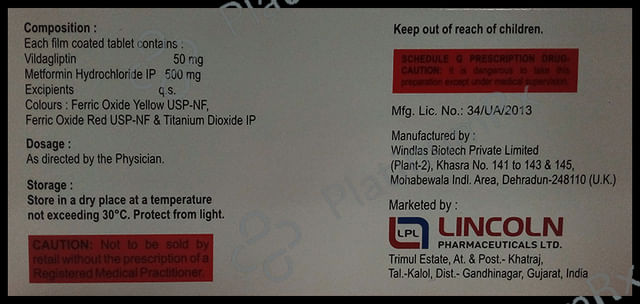 Composition :
Each film coated tablet contains :
Vildagliptin 50 mg
Metformin Hydrochloride IP 500 mg
Excipients q.s.
Colours : Ferric Oxide Yellow USP-NF,
Ferric Oxide Red USP-NF & Titanium Dioxide IP
Dosage :
As directed by the Physician.
Storage :
Store in a dry place at a temperature
not exceeding 30°C. Protect from light.
CAUTION: Not to be sold by
retail without the prescription of a
Registered Medical Practitioner.
Keep out of reach of children.
SCHEDULE G PRESCRIPTION DRUG-
CAUTION: It is dangerous to take this
preparation except under medical supervision.
Mfg. Lic. No.: 34/UA/2013
Manufactured by :
Windlas Biotech Private Limited
(Plant-2), Khasra No. 141 to 143 & 145,
Mohabewala Indl. Area, Dehradun-248110 (U.K.)
Marketed by :
LPL LINCOLN
PHARMACEUTICALS LTD.
Trimul Estate, At. & Post.- Khatraj,
Tal.-Kalol, Dist.- Gandhinagar, Gujarat, India